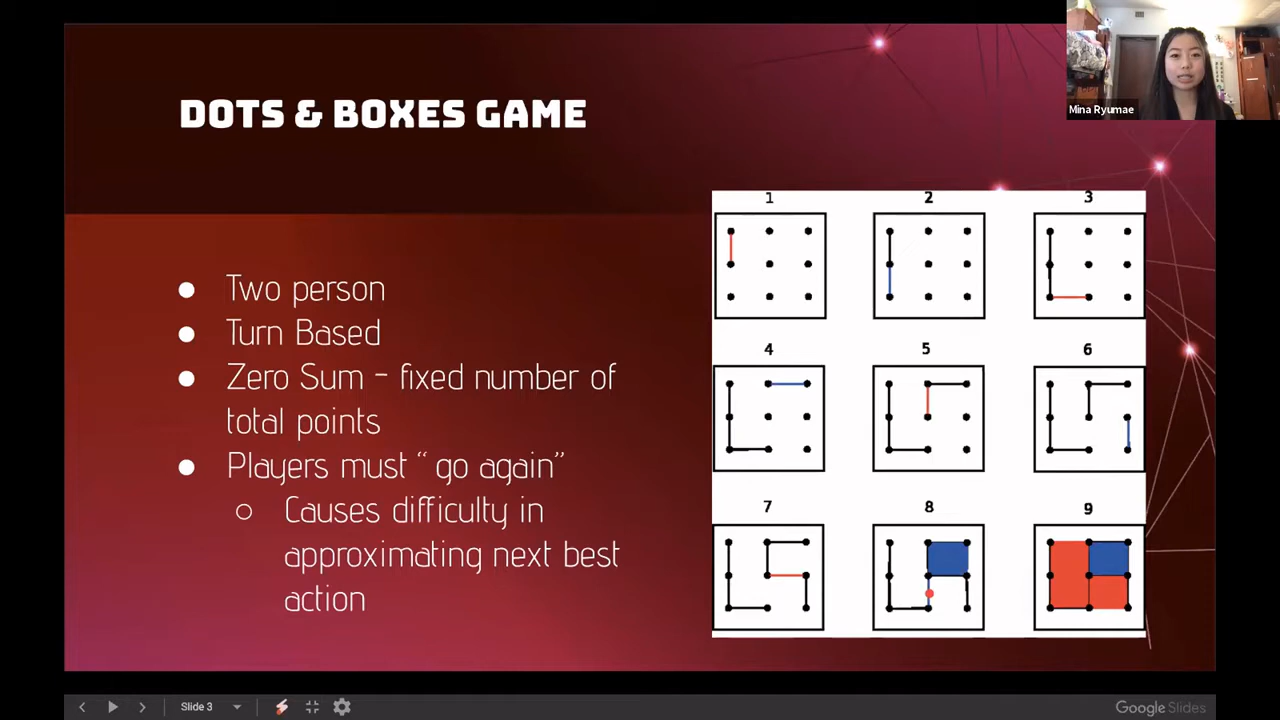 Mina Ryumae
DOTS & BOXES GAME
● Two person
● Turn Based
● Zero Sum - fixed number of
total points
● Players must “ go again”
○ Causes difficulty in
approximating next best
action
1 2 3
4 5 6
7 8 9
Slide 3
Google Slides